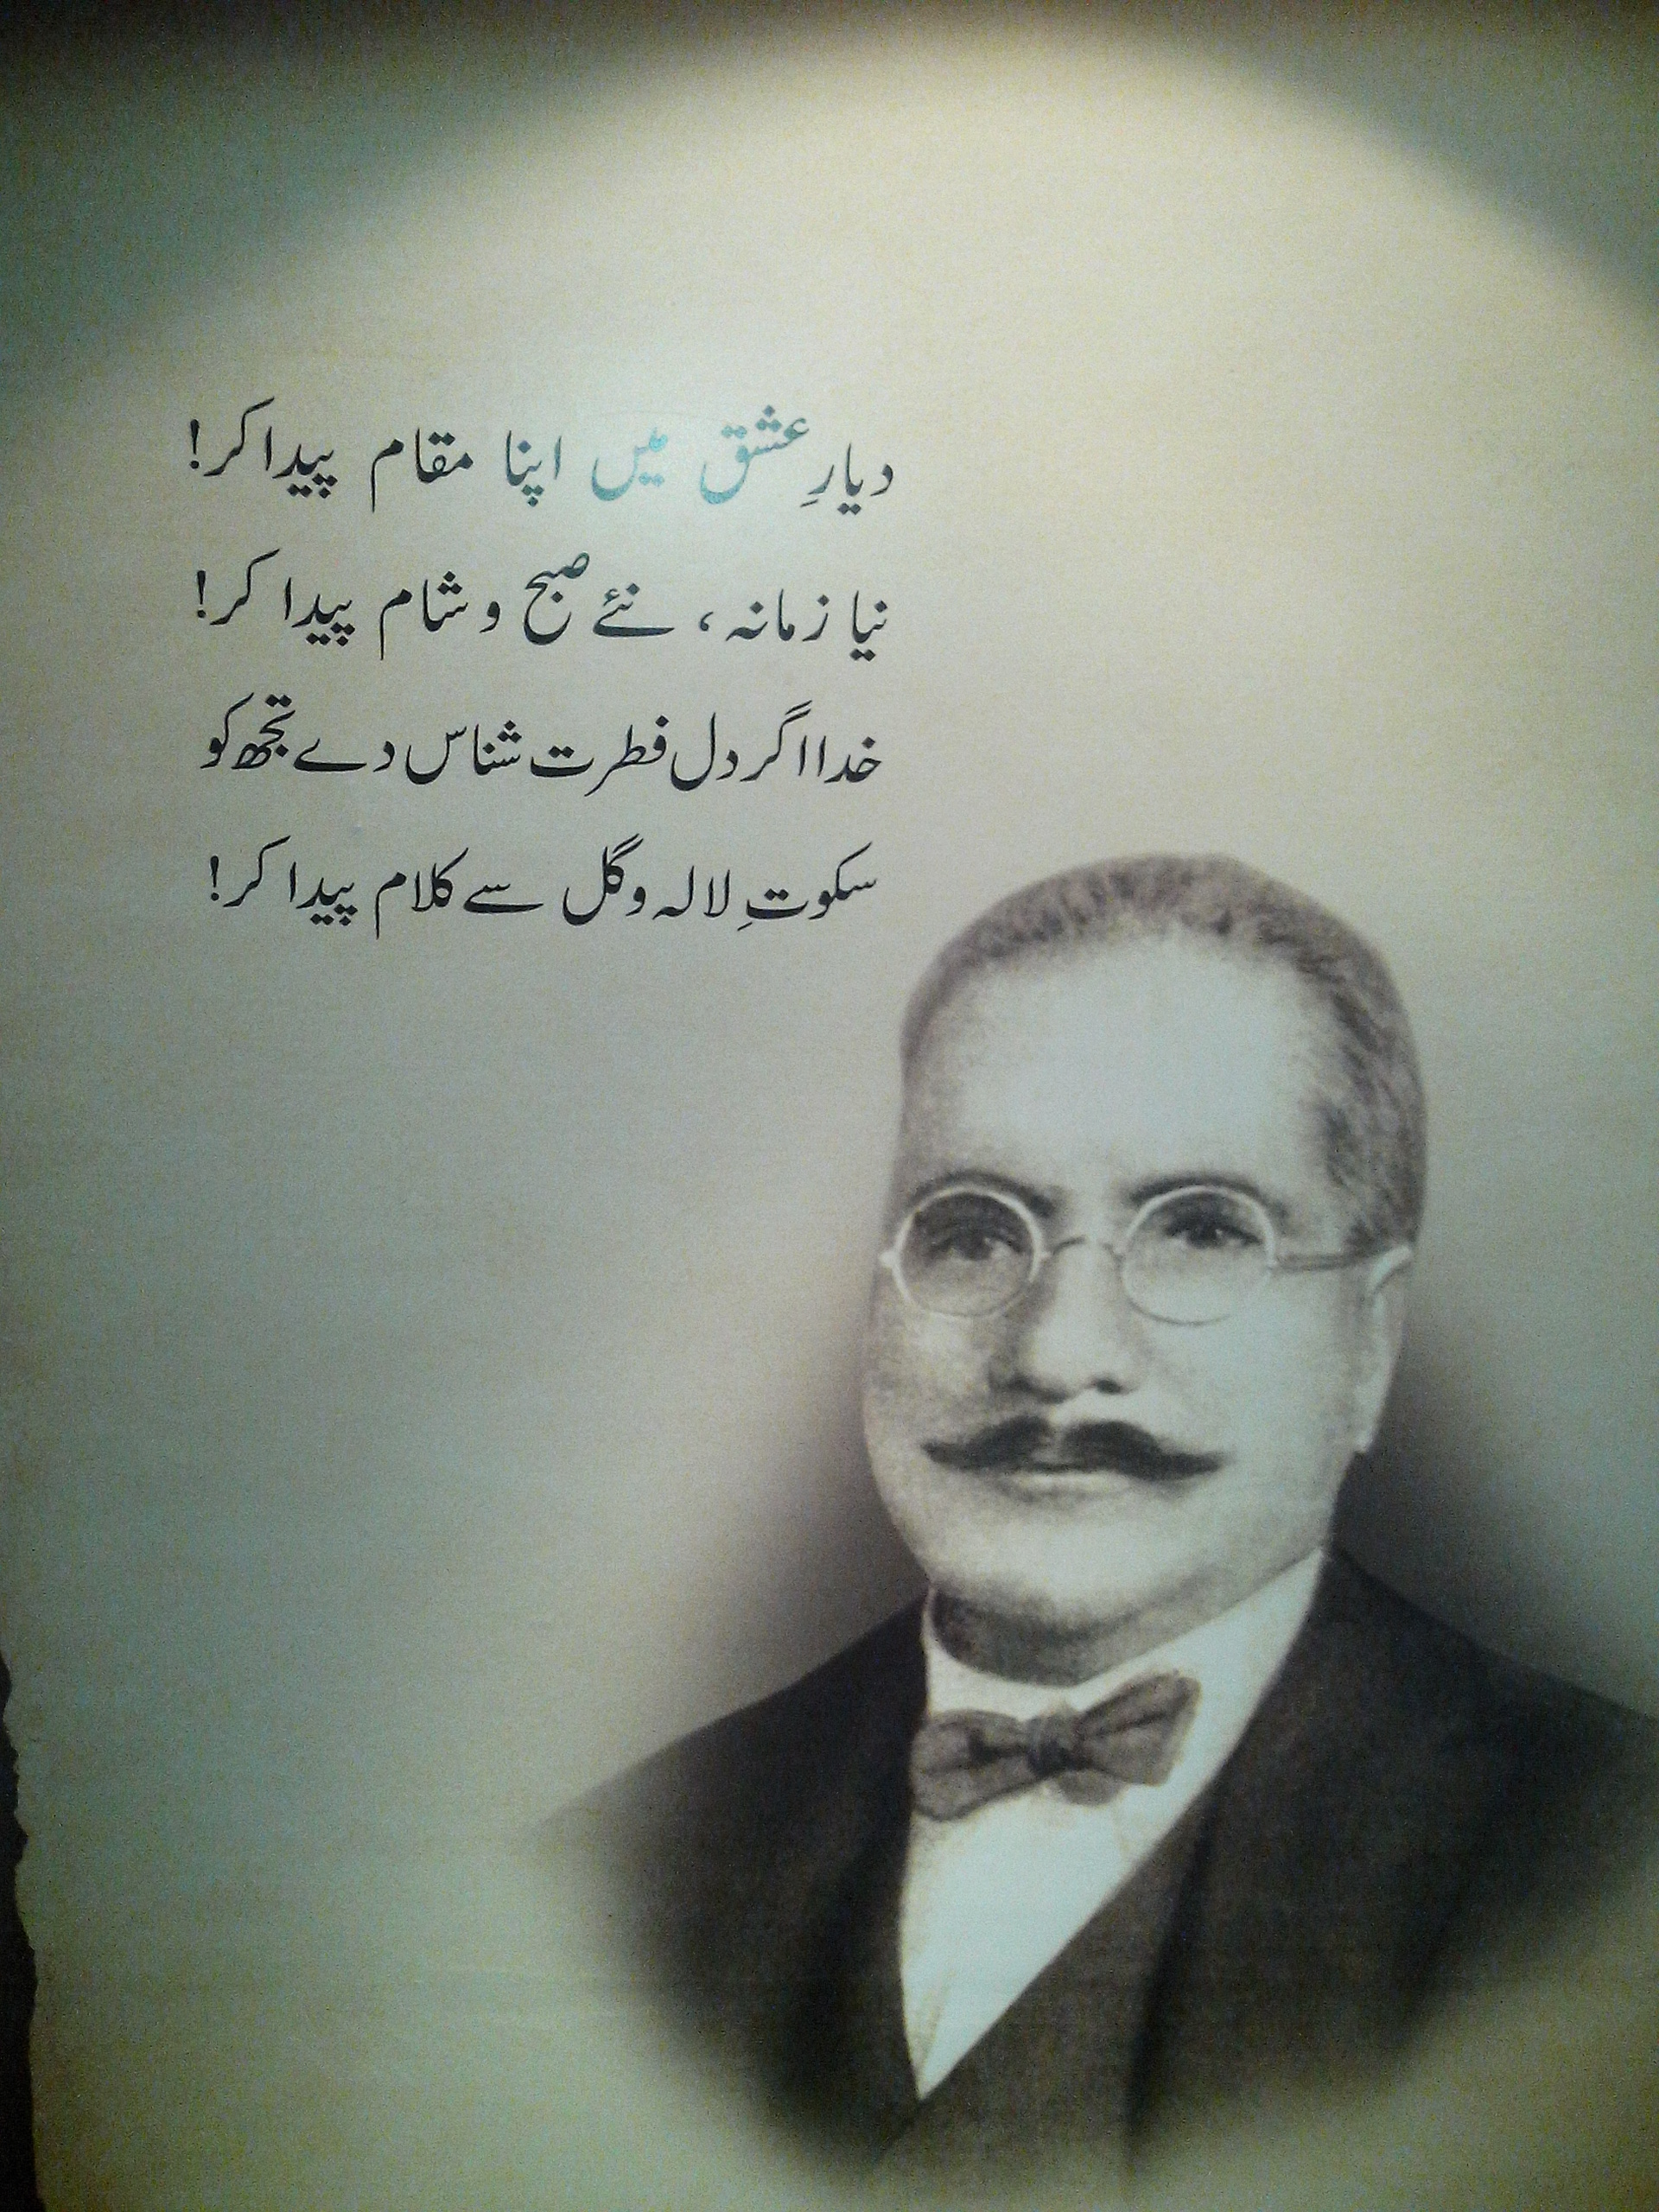 دیارِ عشق میں اپنا مقام پیدا کر!
نیا زمانہ، نئے صبح و شام پیدا کر!
خدا اگر دل فطرت شناس دے تجھ کو
سکوتِ لالہ و گل سے کلام پیدا کر!